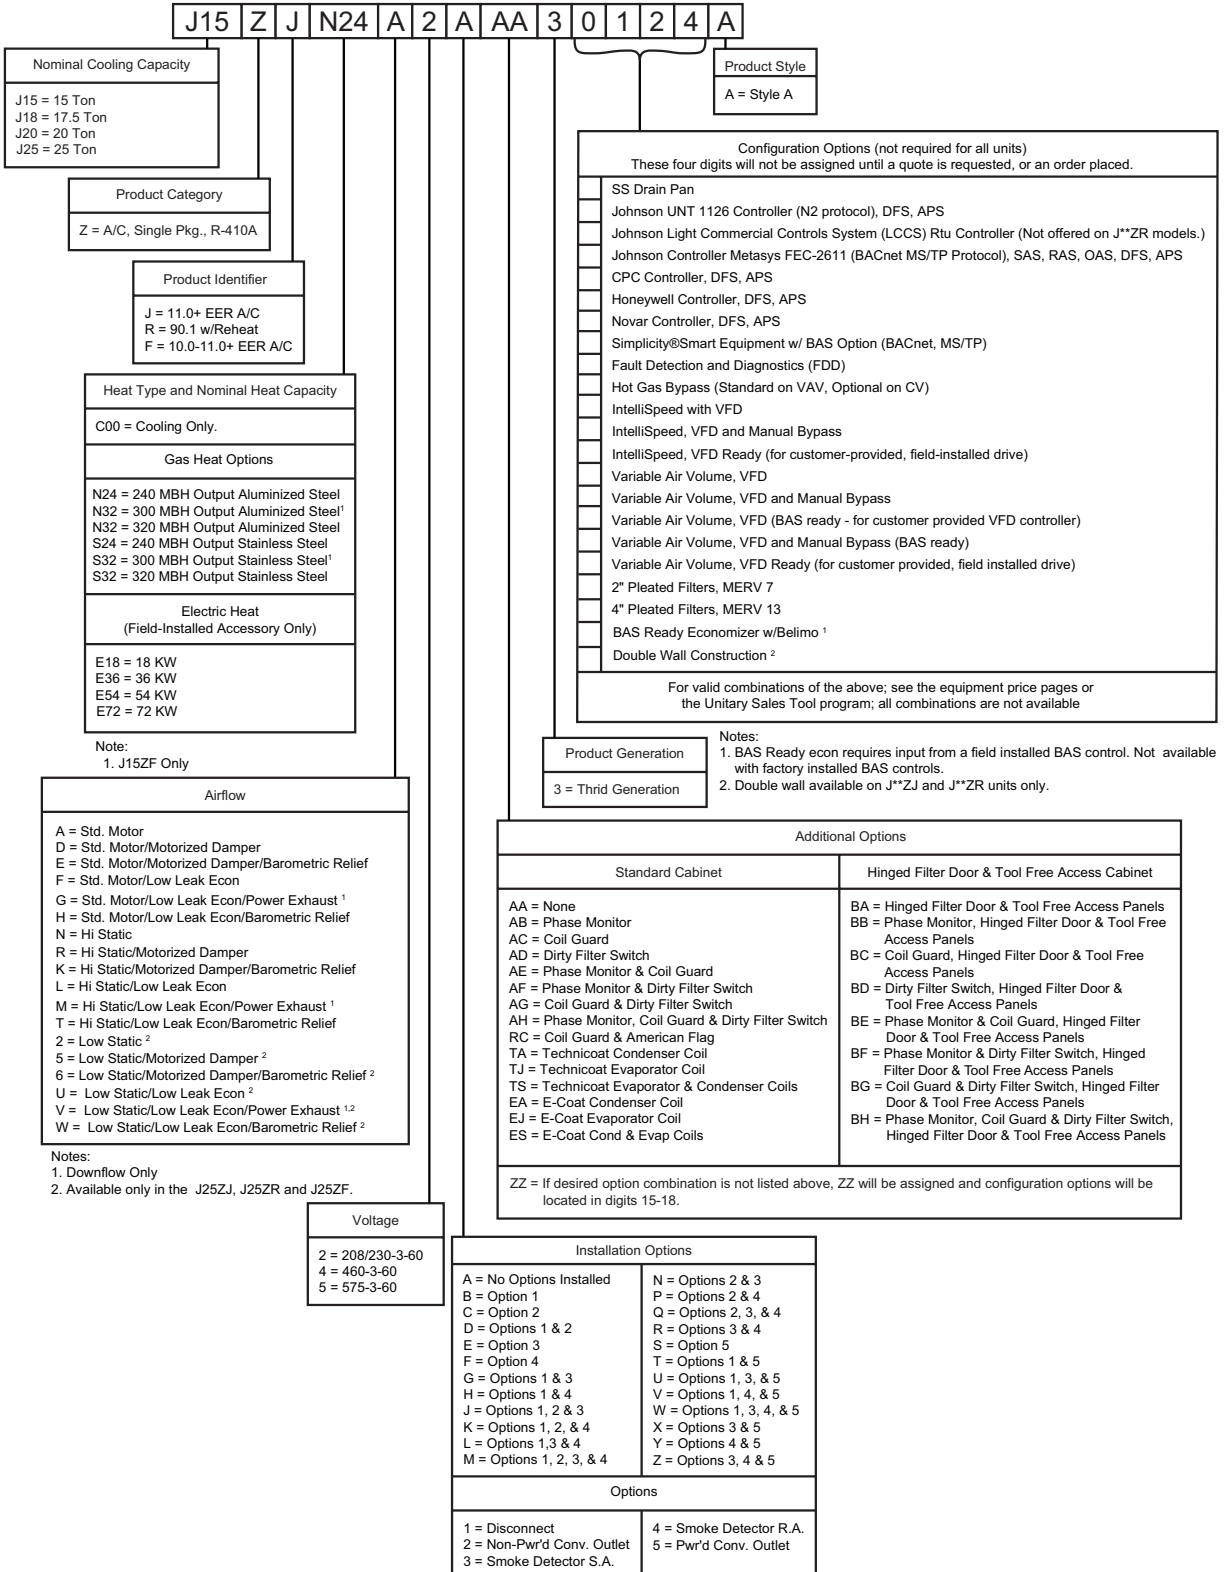 J15 Z J N24 A 2 A AA 3 0 1 2 4 A
Nominal Cooling Capacity
J15 = 15 Ton
J18 = 17.5 Ton
J20 = 20 Ton
J25 = 25 Ton
Product Category
Z = A/C, Single Pkg., R-410A
Product Identifier
J = 11.0+ EER A/C
R = 90.1 w/Reheat
F = 10.0-11.0+ EER A/C
Heat Type and Nominal Heat Capacity
C00 = Cooling Only.
Gas Heat Options
N24 = 240 MBH Output Aluminized Steel
N32 = 300 MBH Output Aluminized Steel¹
N32 = 320 MBH Output Aluminized Steel
S24 = 240 MBH Output Stainless Steel
S32 = 300 MBH Output Stainless Steel¹
S32 = 320 MBH Output Stainless Steel
Electric Heat
(Field-Installed Accessory Only)
E18 = 18 KW
E36 = 36 KW
E54 = 54 KW
E72 = 72 KW
Note:
1. J15ZF Only
Airflow
A = Std. Motor
D = Std. Motor/Motorized Damper
E = Std. Motor/Motorized Damper/Barometric Relief
F = Std. Motor/Low Leak Econ
G = Std. Motor/Low Leak Econ/Power Exhaust ¹
H = Std. Motor/Low Leak Econ/Barometric Relief
N = Hi Static
R = Hi Static/Motorized Damper
K = Hi Static/Motorized Damper/Barometric Relief
L = Hi Static/Low Leak Econ
M = Hi Static/Low Leak Econ/Power Exhaust ¹
T = Hi Static/Low Leak Econ/Barometric Relief
2 = Low Static ²
5 = Low Static/Motorized Damper ²
6 = Low Static/Motorized Damper/Barometric Relief ²
U = Low Static/Low Leak Econ ²
V = Low Static/Low Leak Econ/Power Exhaust ¹,²
W = Low Static/Low Leak Econ/Barometric Relief ²
Notes:
1. Downflow Only
2. Available only in the J25ZJ, J25ZR and J25ZF.
Voltage
2 = 208/230-3-60
4 = 460-3-60
5 = 575-3-60
Installation Options
A = No Options Installed
B = Option 1
C = Option 2
D = Options 1 & 2
E = Option 3
F = Option 4
G = Options 1 & 3
H = Options 1 & 4
J = Options 1, 2 & 3
K = Options 1, 2, & 4
L = Options 1,3 & 4
M = Options 1, 2, 3, & 4
N = Options 2 & 3
P = Options 2 & 4
Q = Options 2, 3, & 4
R = Options 3 & 4
S = Option 5
T = Options 1 & 5
U = Options 1, 3, & 5
V = Options 1, 4, & 5
W = Options 1, 3, 4, & 5
X = Options 3 & 5
Y = Options 4 & 5
Z = Options 3, 4 & 5
Options
1 = Disconnect
2 = Non-Pwr'd Conv. Outlet
3 = Smoke Detector S.A.
4 = Smoke Detector R.A.
5 = Pwr'd Conv. Outlet
Additional Options
Standard Cabinet
AA = None
AB = Phase Monitor
AC = Coil Guard
AD = Dirty Filter Switch
AE = Phase Monitor & Coil Guard
AF = Phase Monitor & Dirty Filter Switch
AG = Coil Guard & Dirty Filter Switch
AH = Phase Monitor, Coil Guard & Dirty Filter Switch
RC = Coil Guard & American Flag
TA = Technicoat Condenser Coil
TJ = Technicoat Evaporator Coil
TS = Technicoat Evaporator & Condenser Coils
EA = E-Coat Condenser Coil
EJ = E-Coat Evaporator Coil
ES = E-Coat Cond & Evap Coils
Hinged Filter Door & Tool Free Access Cabinet
BA = Hinged Filter Door & Tool Free Access Panels
BB = Phase Monitor, Hinged Filter Door & Tool Free
Access Panels
BC = Coil Guard, Hinged Filter Door & Tool Free
Access Panels
BD = Dirty Filter Switch, Hinged Filter Door &
Tool Free Access Panels
BE = Phase Monitor & Coil Guard, Hinged Filter
Door & Tool Free Access Panels
BF = Phase Monitor & Dirty Filter Switch, Hinged
Filter Door & Tool Free Access Panels
BG = Coil Guard & Dirty Filter Switch, Hinged Filter
Door & Tool Free Access Panels
BH = Phase Monitor, Coil Guard & Dirty Filter Switch,
Hinged Filter Door & Tool Free Access Panels
ZZ = If desired option combination is not listed above, ZZ will be assigned and configuration options will be
located in digits 15-18.
Product Generation
3 = Thrid Generation
Configuration Options (not required for all units)
These four digits will not be assigned until a quote is requested, or an order placed.
SS Drain Pan
Johnson UNT 1126 Controller (N2 protocol), DFS, APS
Johnson Light Commercial Controls System (LCCS) Rtu Controller (Not offered on J**ZR models.)
Johnson Controller Metasys FEC-2611 (BACnet MS/TP Protocol), SAS, RAS, OAS, DFS, APS
CPC Controller, DFS, APS
Honeywell Controller, DFS, APS
Novar Controller, DFS, APS
Simplicity®Smart Equipment w/ BAS Option (BACnet, MS/TP)
Fault Detection and Diagnostics (FDD)
Hot Gas Bypass (Standard on VAV, Optional on CV)
IntelliSpeed with VFD
IntelliSpeed, VFD and Manual Bypass
IntelliSpeed, VFD Ready (for customer-provided, field-installed drive)
Variable Air Volume, VFD
Variable Air Volume, VFD and Manual Bypass
Variable Air Volume, VFD (BAS ready - for customer provided VFD controller)
Variable Air Volume, VFD and Manual Bypass (BAS ready)
Variable Air Volume, VFD Ready (for customer provided, field installed drive)
2" Pleated Filters, MERV 7
4" Pleated Filters, MERV 13
BAS Ready Economizer w/Belimo ¹
Double Wall Construction ²
For valid combinations of the above; see the equipment price pages or
the Unitary Sales Tool program; all combinations are not available
Notes:
1. BAS Ready econ requires input from a field installed BAS control. Not available
with factory installed BAS controls.
2. Double wall available on J**ZJ and J**ZR units only.
Product Style
A = Style A